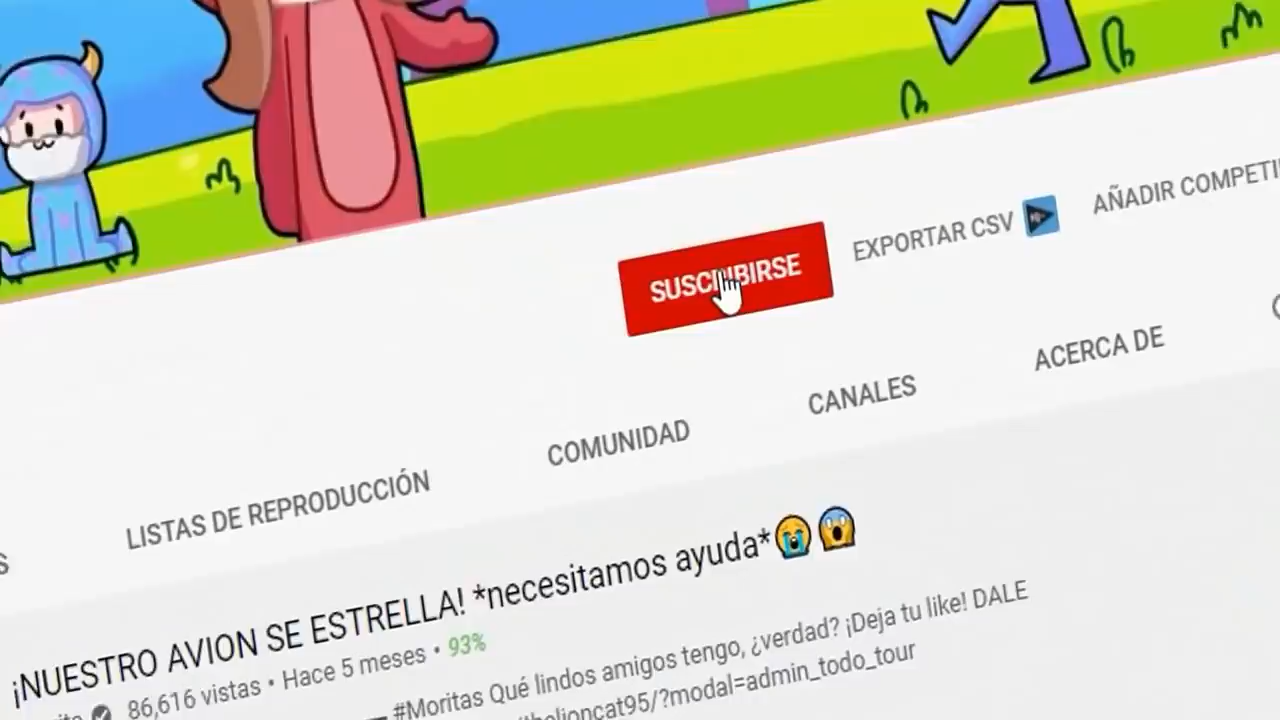 SUSCRIBIRSE
EXPORTAR CSV
AÑADIR
LISTAS DE REPRODUCCIÓN
COMUNIDAD
CANALES
ACERCA DE
¡NUESTRO AVION SE ESTRELLA! *necesitamos ayuda*😭😱
86,616 vistas • Hace 5 meses • 93%
#Moritas Qué lindos amigos tengo, ¿verdad? ¡Deja tu like! DALE
thelioncat95/?modal=admin_todo_tour